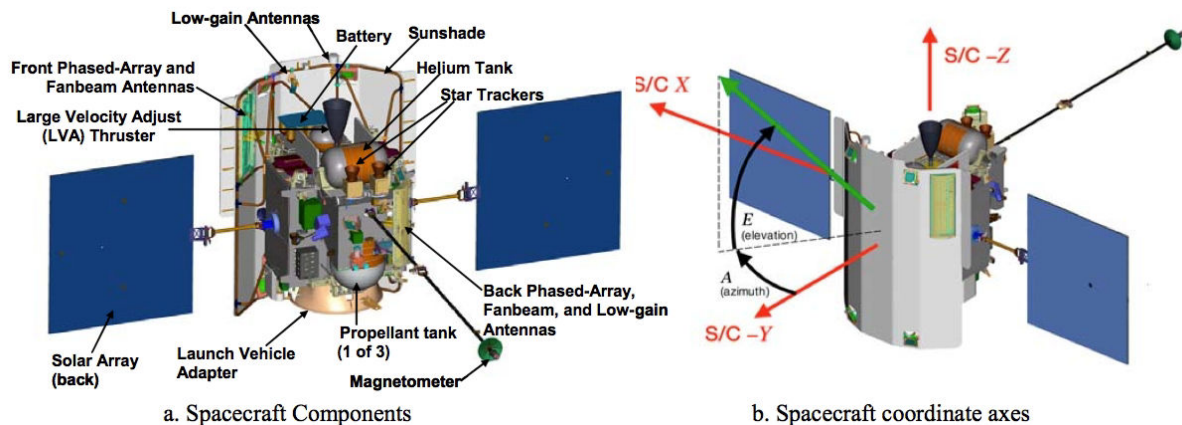 Low-gain Antennas
Battery
Sunshade
Front Phased-Array and
Fanbeam Antennas
Helium Tank
Star Trackers
Large Velocity Adjust
(LVA) Thruster
Back Phased-Array,
Fanbeam, and Low-gain
Antennas
Propellant tank
(1 of 3)
Launch Vehicle
Adapter
Solar Array
(back)
Magnetometer
a. Spacecraft Components
S/C –Z
S/C X
E
(elevation)
A
(azimuth)
S/C –Y
b. Spacecraft coordinate axes